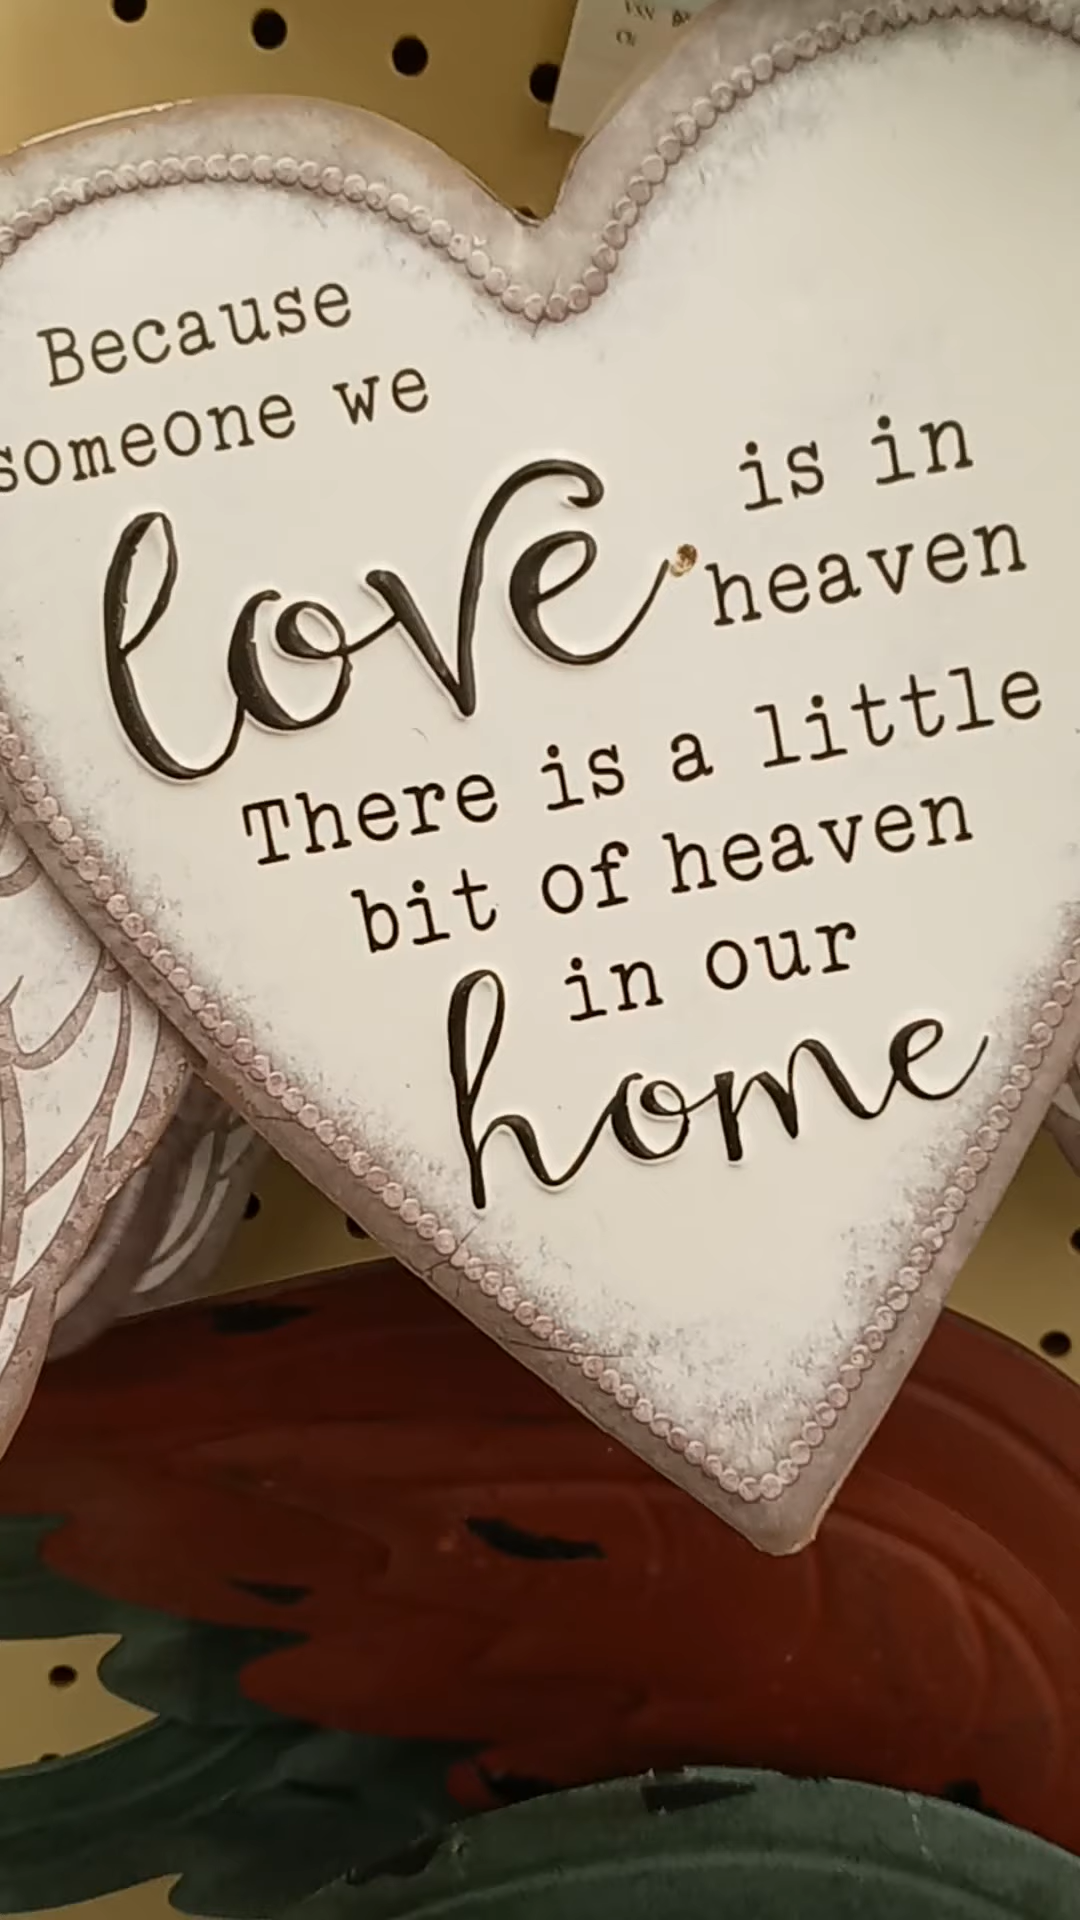 Because
someone we
love
is in
heaven
There is a little
bit of heaven
in our
home